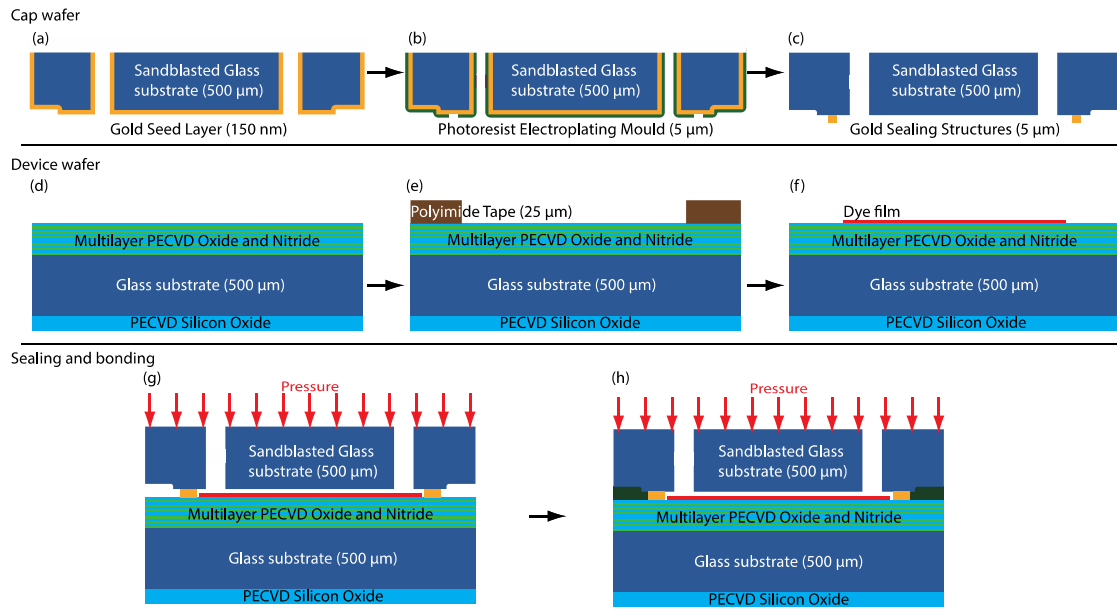 Cap wafer
(a)
(b)
(c)
Sandblasted Glass
substrate (500 µm)
Sandblasted Glass
substrate (500 µm)
Sandblasted Glass
substrate (500 µm)
Gold Seed Layer (150 nm)
Photoresist Electroplating Mould (5 µm)
Gold Sealing Structures (5 µm)
Device wafer
(d)
(e)
(f)
Polyimide Tape (25 µm)
Dye film
Multilayer PECVD Oxide and Nitride
Multilayer PECVD Oxide and Nitride
Multilayer PECVD Oxide and Nitride
Glass substrate (500 µm)
Glass substrate (500 µm)
Glass substrate (500 µm)
PECVD Silicon Oxide
PECVD Silicon Oxide
PECVD Silicon Oxide
Sealing and bonding
(g)
(h)
Pressure
Pressure
Sandblasted Glass
substrate (500 µm)
Sandblasted Glass
substrate (500 µm)
Multilayer PECVD Oxide and Nitride
Multilayer PECVD Oxide and Nitride
Glass substrate (500 µm)
Glass substrate (500 µm)
PECVD Silicon Oxide
PECVD Silicon Oxide